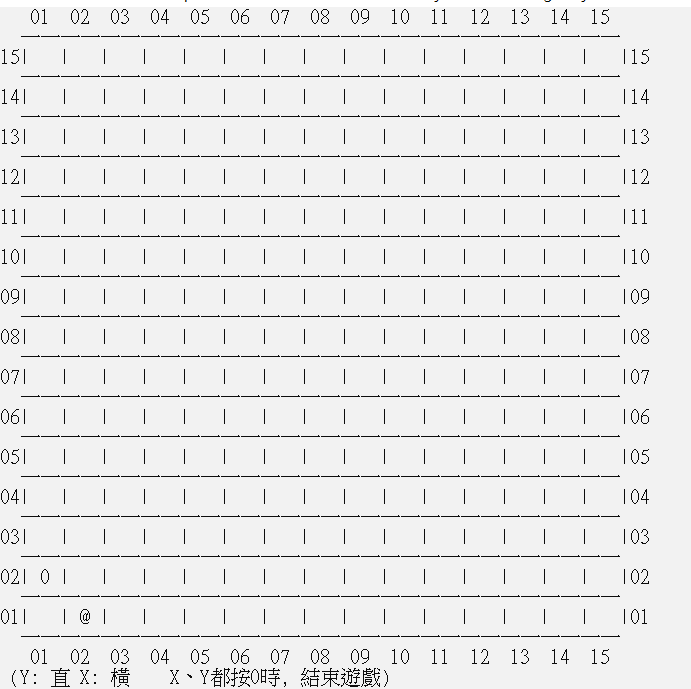 01 02 03 04 05 06 07 08 09 10 11 12 13 14 15
15| | | | | | | | | | | | | | | |15
14| | | | | | | | | | | | | | | |14
13| | | | | | | | | | | | | | | |13
12| | | | | | | | | | | | | | | |12
11| | | | | | | | | | | | | | | |11
10| | | | | | | | | | | | | | | |10
09| | | | | | | | | | | | | | | |09
08| | | | | | | | | | | | | | | |08
07| | | | | | | | | | | | | | | |07
06| | | | | | | | | | | | | | | |06
05| | | | | | | | | | | | | | | |05
04| | | | | | | | | | | | | | | |04
03| | | | | | | | | | | | | | | |03
02| O | | | | | | | | | | | | | | |02
01| | @ | | | | | | | | | | | | | |01
01 02 03 04 05 06 07 08 09 10 11 12 13 14 15
(Y: 直 X: 橫 X、Y都按0時, 結束遊戲)